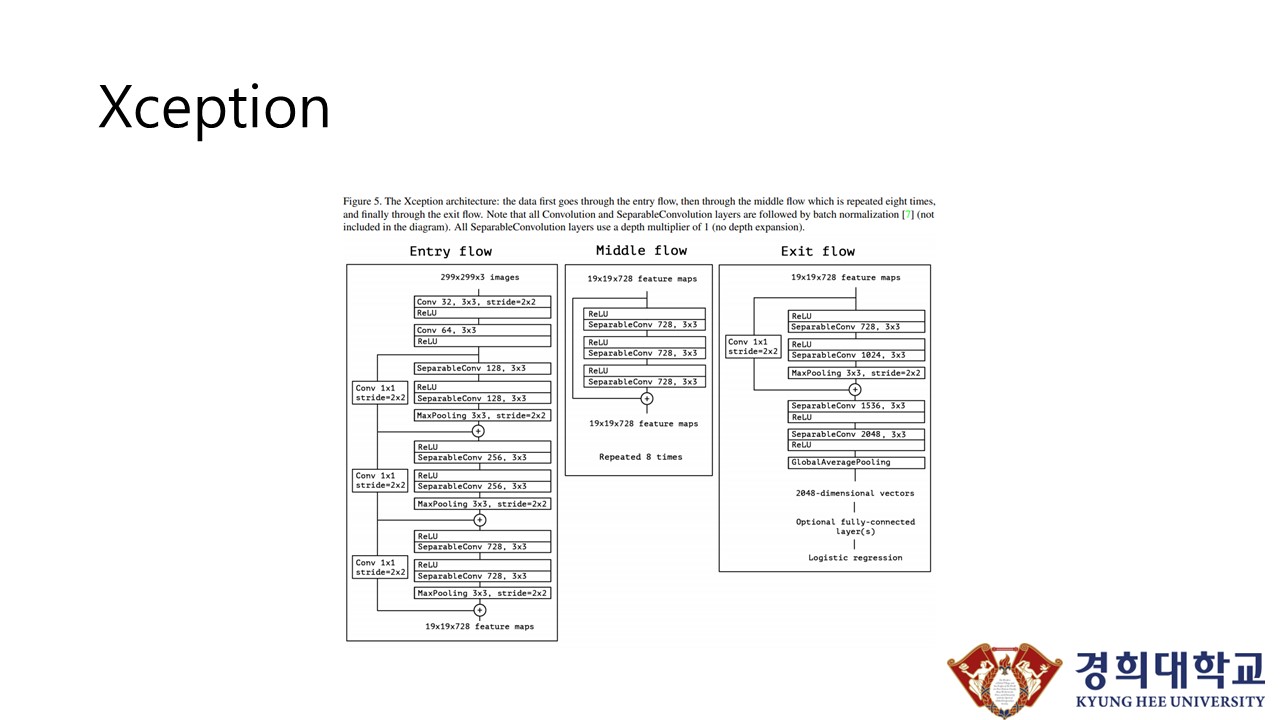 Xception
Figure 5. The Xception architecture: the data first goes through the entry flow, then through the middle flow which is repeated eight times,
and finally through the exit flow. Note that all Convolution and SeparableConvolution layers are followed by batch normalization [7] (not
included in the diagram). All SeparableConvolution layers use a depth multiplier of 1 (no depth expansion).
Entry flow
299x299x3 images
Conv 32, 3x3, stride=2x2
ReLU
Conv 64, 3x3
ReLU
SeparableConv 128, 3x3
Conv 1x1
stride=2x2
ReLU
SeparableConv 128, 3x3
MaxPooling 3x3, stride=2x2
+
ReLU
SeparableConv 256, 3x3
Conv 1x1
stride=2x2
ReLU
SeparableConv 256, 3x3
MaxPooling 3x3, stride=2x2
+
ReLU
SeparableConv 728, 3x3
Conv 1x1
stride=2x2
ReLU
SeparableConv 728, 3x3
MaxPooling 3x3, stride=2x2
+
19x19x728 feature maps
Middle flow
19x19x728 feature maps
ReLU
SeparableConv 728, 3x3
ReLU
SeparableConv 728, 3x3
ReLU
SeparableConv 728, 3x3
+
19x19x728 feature maps
Repeated 8 times
Exit flow
19x19x728 feature maps
ReLU
SeparableConv 728, 3x3
Conv 1x1
stride=2x2
ReLU
SeparableConv 1024, 3x3
MaxPooling 3x3, stride=2x2
+
SeparableConv 1536, 3x3
ReLU
SeparableConv 2048, 3x3
ReLU
GlobalAveragePooling
2048-dimensional vectors
Optional fully-connected
layer(s)
Logistic regression
경희대학교
KYUNG HEE UNIVERSITY